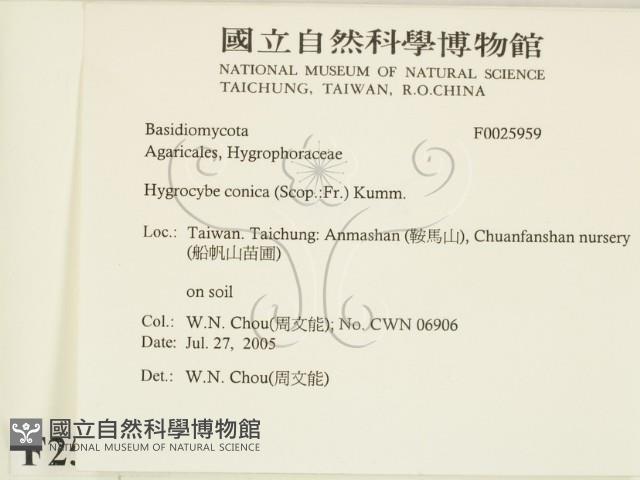 國立自然科學博物館
NATIONAL MUSEUM OF NATURAL SCIENCE
TAICHUNG, TAIWAN, R.O.CHINA
Basidiomycota F0025959
Agaricales, Hygrophoraceae
Hygrocybe conica (Scop.:Fr.) Kumm.
Loc.: Taiwan. Taichung: Anmashan (鞍馬山), Chuanfanshan nursery
(船帆山苗圃)
on soil
Col.: W.N. Chou(周文能); No. CWN 06906
Date: Jul. 27, 2005
Det.: W.N. Chou(周文能)
國立自然科學博物館
NATIONAL MUSEUM OF NATURAL SCIENCE